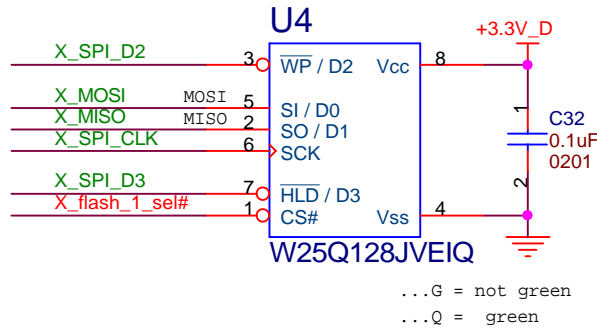 U4
+3.3V_D
X_SPI_D2 3 WP / D2 Vcc 8
X_MOSI MOSI 5 SI / D0
X_MISO MISO 2 SO / D1
X_SPI_CLK 6 SCK
1 C32
0.1uF
0201
2
X_SPI_D3 7 HLD / D3
X_flash_1_sel# 1 CS# Vss 4
W25Q128JVEIQ
...G = not green
...Q = green